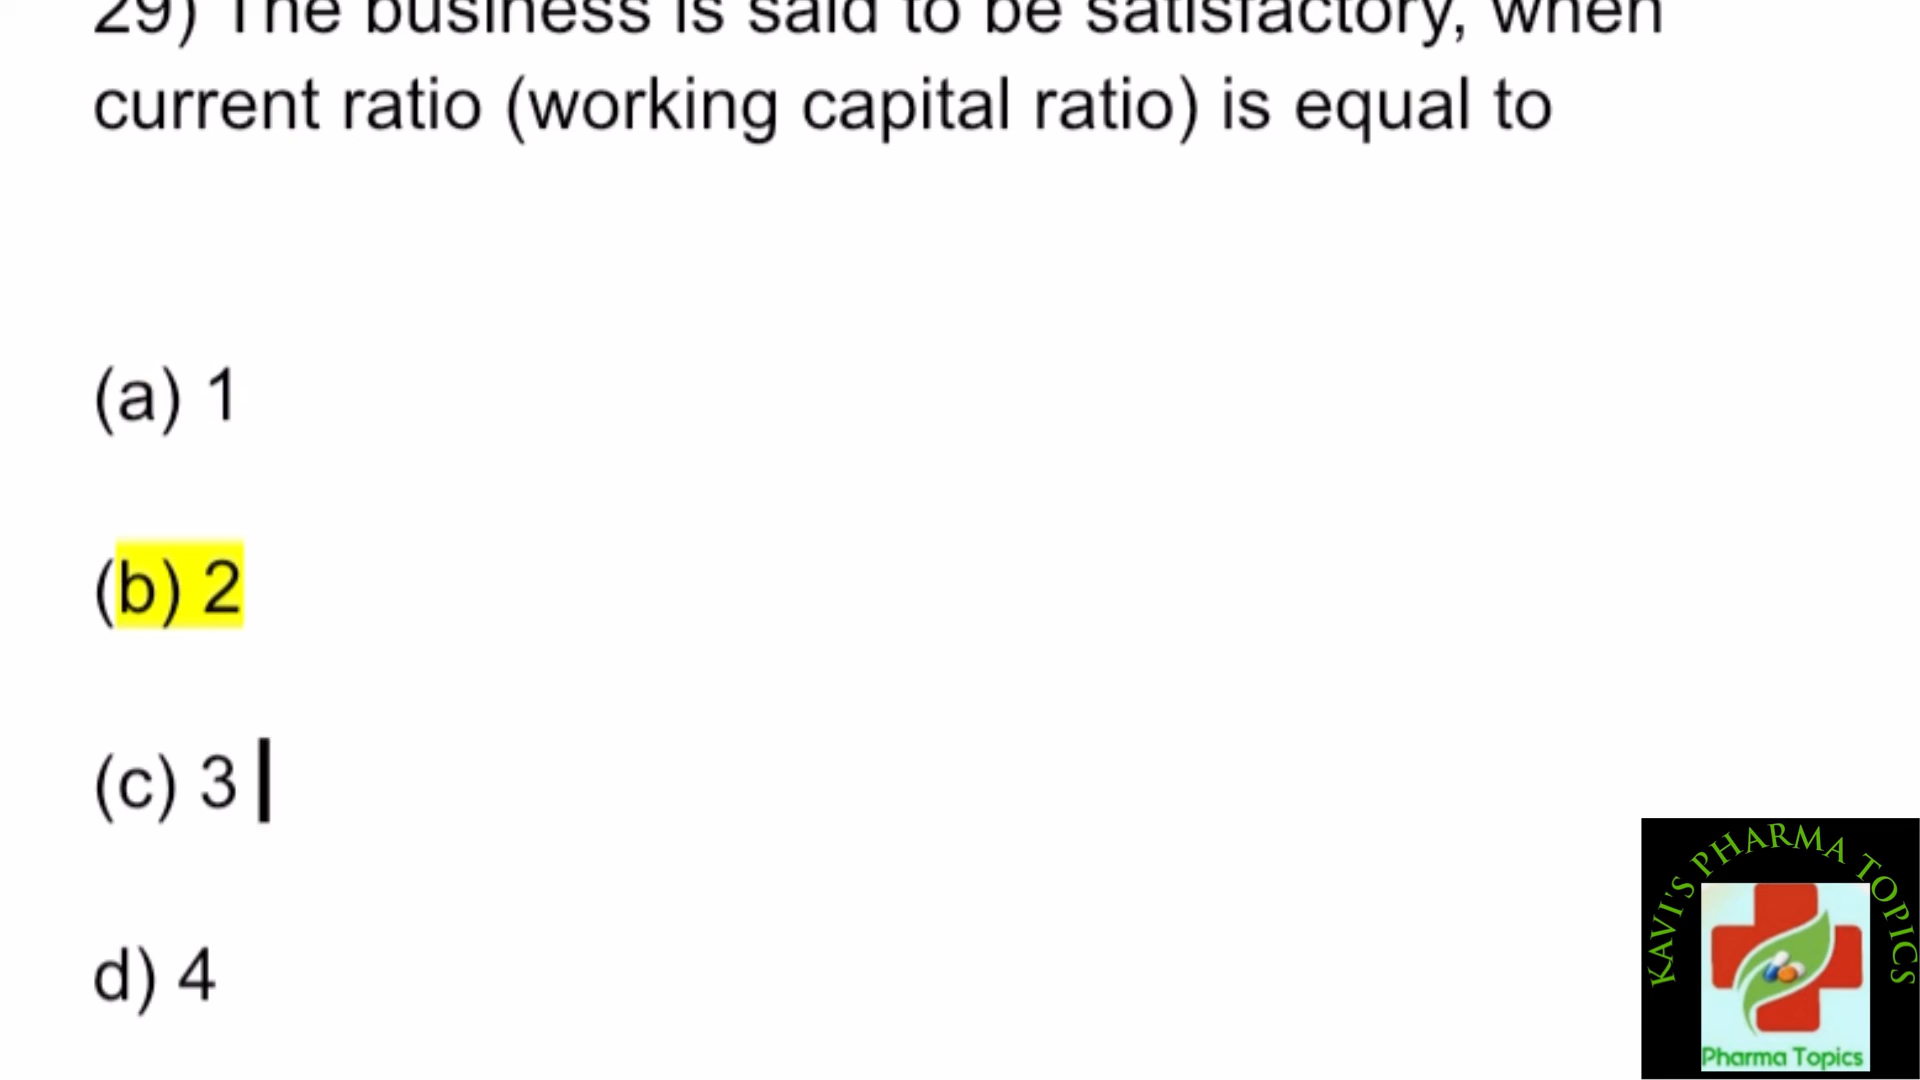 29) The business is said to be satisfactory, when
current ratio (working capital ratio) is equal to
(a) 1
(b) 2
(c) 3
d) 4
KAVI'S PHARMA TOPICS
Pharma Topics